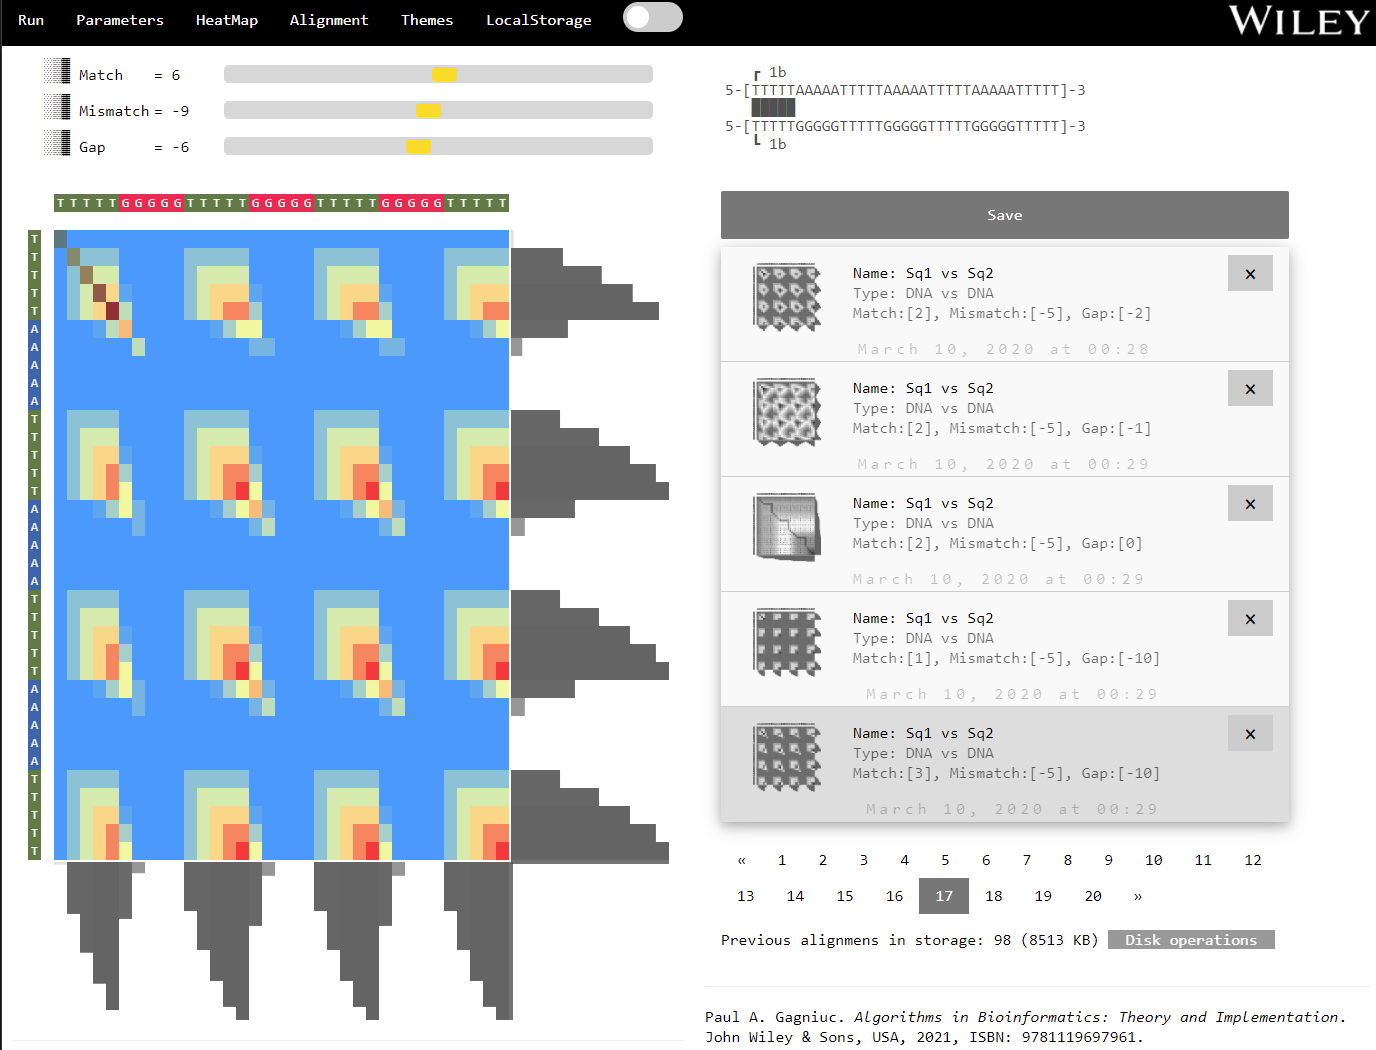 Run Parameters HeatMap Alignment Themes LocalStorage WILEY
░▒▓ Match = 6
░▒▓ Mismatch = -9
░▒▓ Gap = -6
TTTTTGGGGGTTTTTGGGGGTTTTTGGGGGTTTTT
T
T
T
T
T
A
A
A
A
A
T
T
T
T
T
A
A
A
A
A
T
T
T
T
T
A
A
A
A
A
T
T
T
T
T
┏ 1b
5-[TTTTTAAAAATTTTTAAAAATTTTTAAAAATTTTT]-3
5-[TTTTTGGGGGTTTTTGGGGGTTTTTGGGGGTTTTT]-3
┗ 1b
Save
Name: Sq1 vs Sq2 ×
Type: DNA vs DNA
Match:[2], Mismatch:[-5], Gap:[-2]
March 10, 2020 at 00:28
Name: Sq1 vs Sq2 ×
Type: DNA vs DNA
Match:[2], Mismatch:[-5], Gap:[-1]
March 10, 2020 at 00:29
Name: Sq1 vs Sq2 ×
Type: DNA vs DNA
Match:[2], Mismatch:[-5], Gap:[0]
March 10, 2020 at 00:29
Name: Sq1 vs Sq2 ×
Type: DNA vs DNA
Match:[1], Mismatch:[-5], Gap:[-10]
March 10, 2020 at 00:29
Name: Sq1 vs Sq2 ×
Type: DNA vs DNA
Match:[3], Mismatch:[-5], Gap:[-10]
March 10, 2020 at 00:29
« 1 2 3 4 5 6 7 8 9 10 11 12
13 14 15 16 17 18 19 20 »
Previous alignmens in storage: 98 (8513 KB) Disk operations
Paul A. Gagniuc. Algorithms in Bioinformatics: Theory and Implementation.
John Wiley & Sons, USA, 2021, ISBN: 9781119697961.